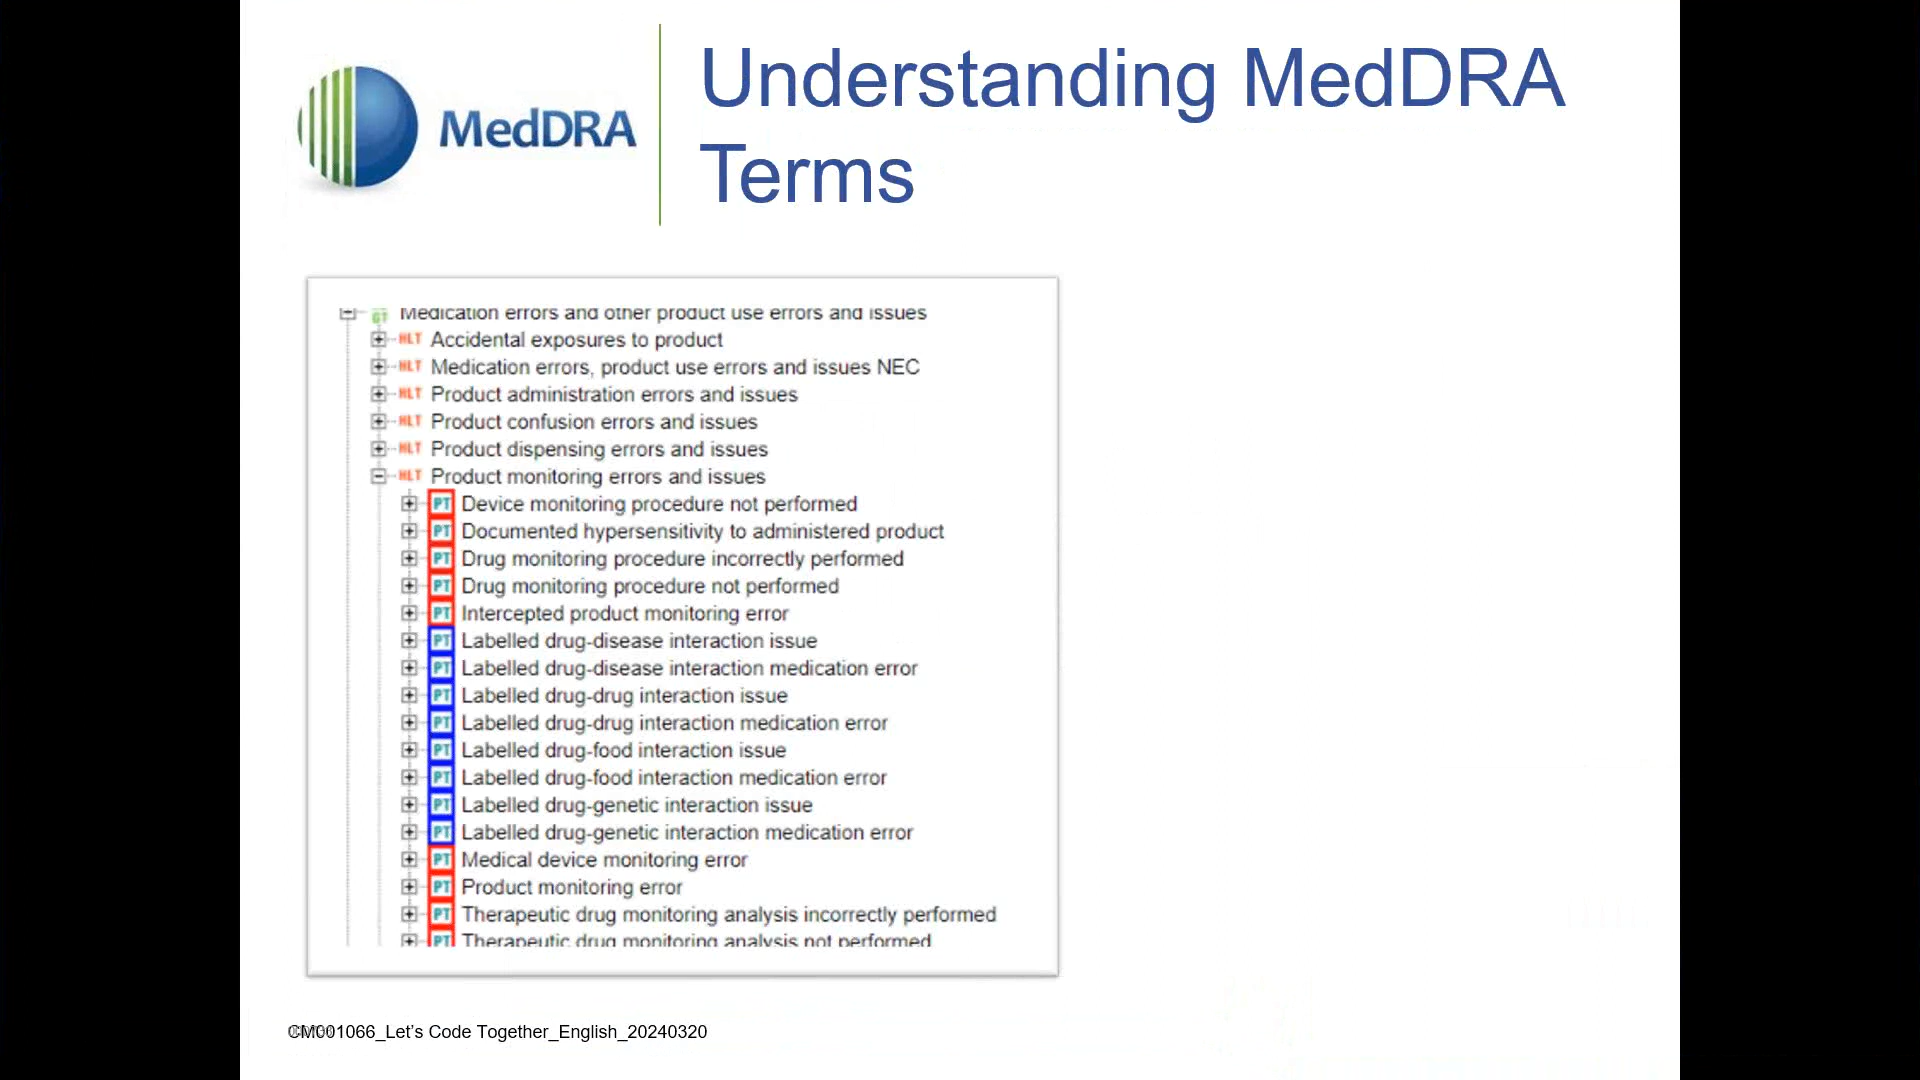 MedDRA
Understanding MedDRA
Terms
GT Medication errors and other product use errors and issues
HLT Accidental exposures to product
HLT Medication errors, product use errors and issues NEC
HLT Product administration errors and issues
HLT Product confusion errors and issues
HLT Product dispensing errors and issues
HLT Product monitoring errors and issues
PT Device monitoring procedure not performed
PT Documented hypersensitivity to administered product
PT Drug monitoring procedure incorrectly performed
PT Drug monitoring procedure not performed
PT Intercepted product monitoring error
PT Labelled drug-disease interaction issue
PT Labelled drug-disease interaction medication error
PT Labelled drug-drug interaction issue
PT Labelled drug-drug interaction medication error
PT Labelled drug-food interaction issue
PT Labelled drug-food interaction medication error
PT Labelled drug-genetic interaction issue
PT Labelled drug-genetic interaction medication error
PT Medical device monitoring error
PT Product monitoring error
PT Therapeutic drug monitoring analysis incorrectly performed
PT Therapeutic drug monitoring analysis not performed
CM001066_Let's Code Together_English_20240320